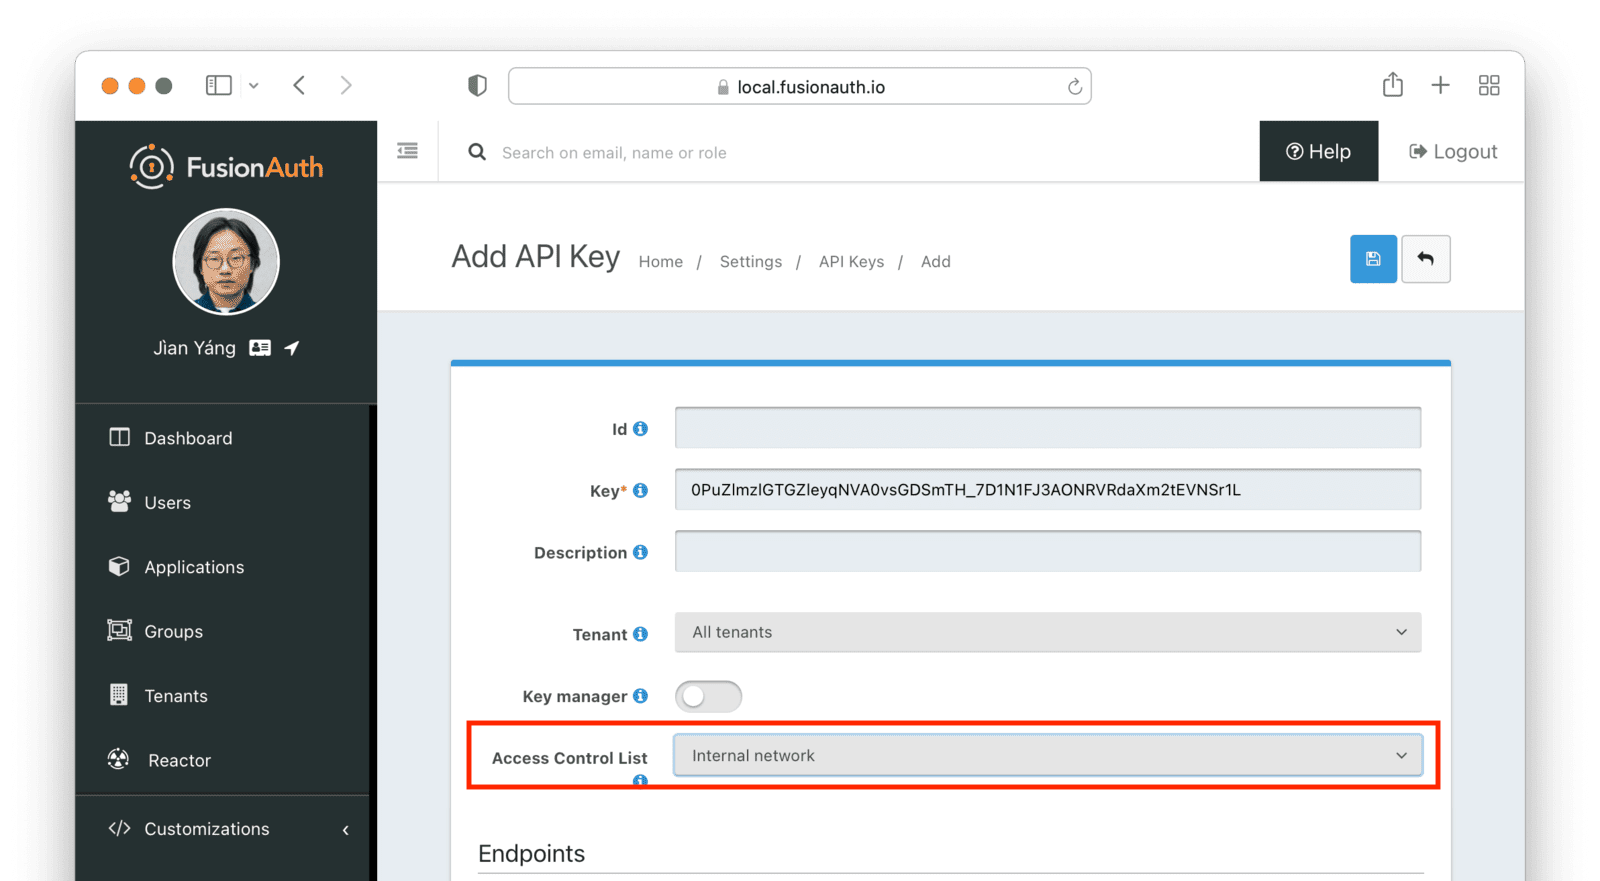 local.fusionauth.io
FusionAuth
Search on email, name or role
Help
Logout
Add API Key
Home / Settings / API Keys / Add
Jìan Yáng
Dashboard
Users
Applications
Groups
Tenants
Reactor
Customizations
Id
Key* 0PuZImzIGTGZIeyqNVA0vsGDSmTH_7D1N1FJ3AONRVRdaXm2tEVNSr1L
Description
Tenant All tenants
Key manager
Access Control List Internal network
Endpoints